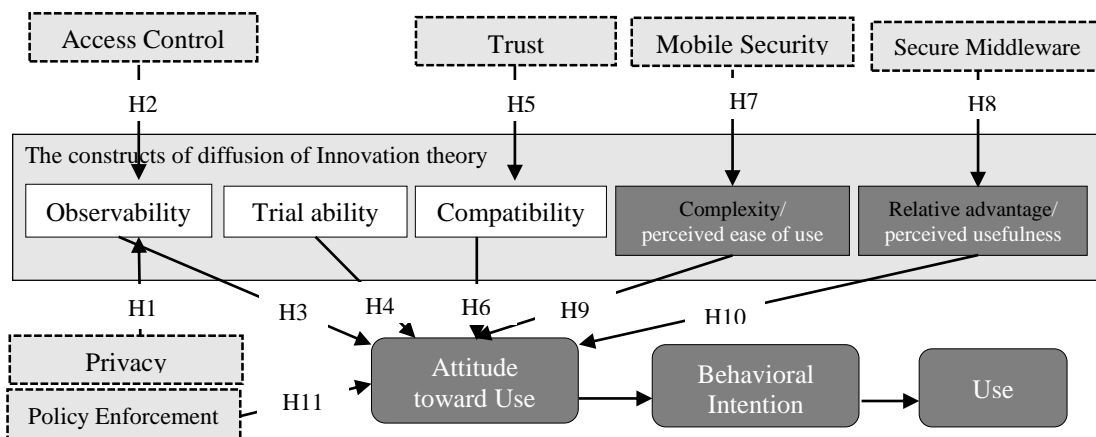 Access Control
Trust
Mobile Security
Secure Middleware
H2
H5
H7
H8
The constructs of diffusion of Innovation theory
Observability
Trial ability
Compatibility
Complexity/
perceived ease of use
Relative advantage/
perceived usefulness
H1
H3
H4
H6
H9
H10
Privacy
Policy Enforcement
H11
Attitude
toward Use
Behavioral
Intention
Use